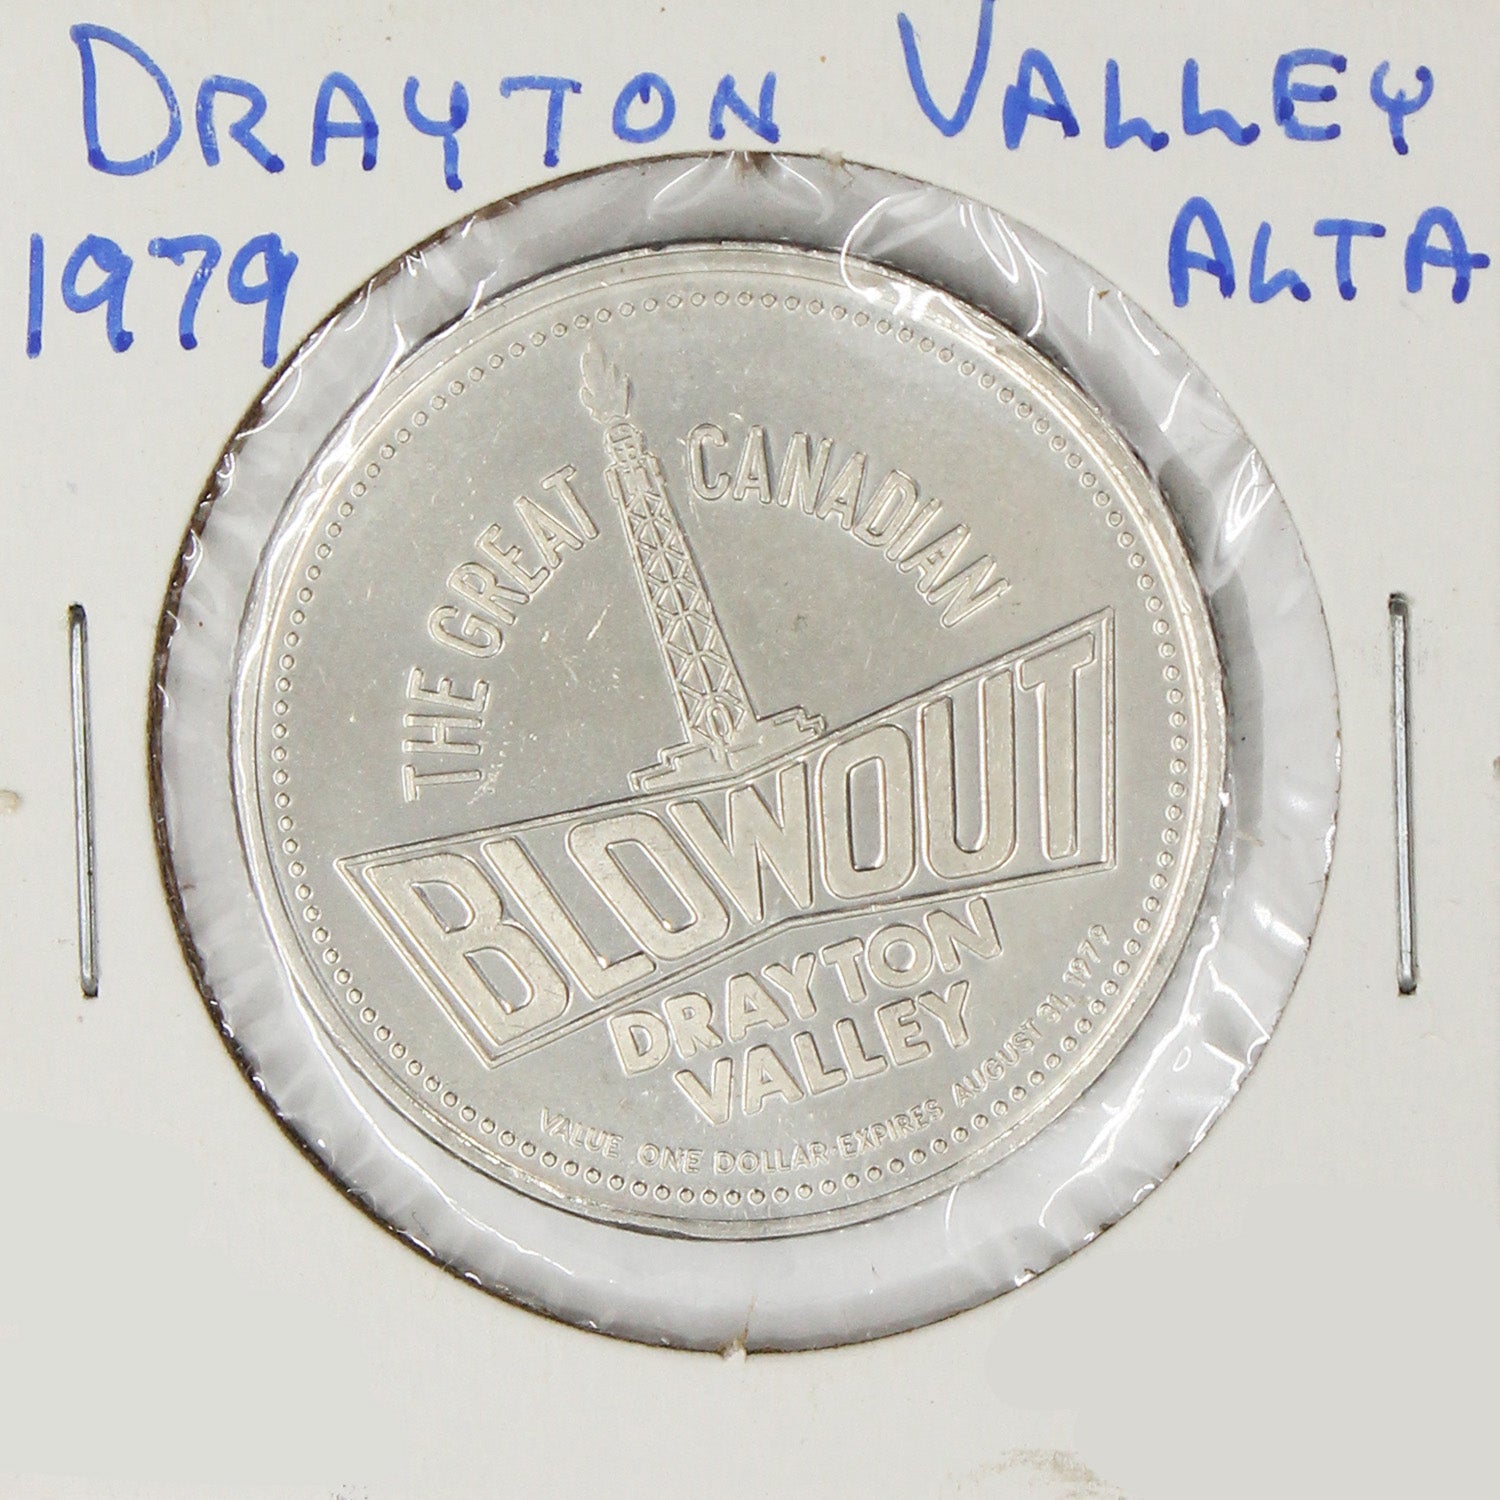 DRAYTON VALLEY
1979 ALTA
THE GREAT CANADIAN
BLOWOUT
DRAYTON
VALLEY
VALUE ONE DOLLAR·EXPIRES AUGUST 31, 1979